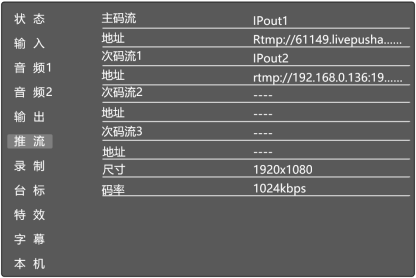 状 态
输 入
音 频1
音 频2
输 出
推 流
录 制
台 标
特 效
字 幕
本 机
主码流 IPout1
地址 Rtmp://61149.livepusha......
次码流1 IPout2
地址 rtmp://192.168.0.136:19......
次码流2 ----
地址 ----
次码流3 ----
地址 ----
尺寸 1920x1080
码率 1024kbps